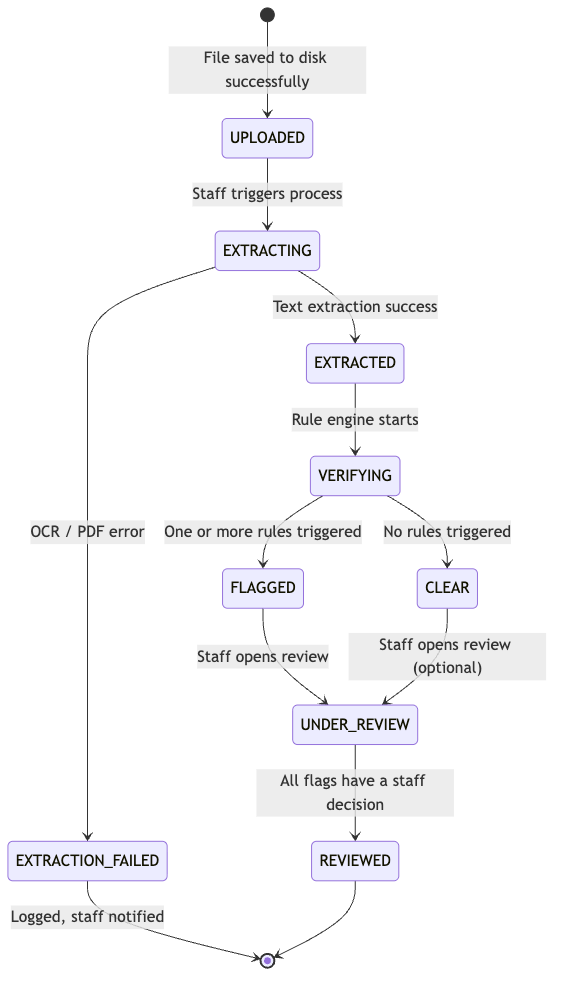 File saved to disk
successfully
UPLOADED
Staff triggers process
EXTRACTING
Text extraction success
EXTRACTED
Rule engine starts
VERIFYING
OCR / PDF error
One or more rules triggered
No rules triggered
FLAGGED
CLEAR
Staff opens review
Staff opens review
(optional)
UNDER_REVIEW
All flags have a staff
decision
EXTRACTION_FAILED
REVIEWED
Logged, staff notified